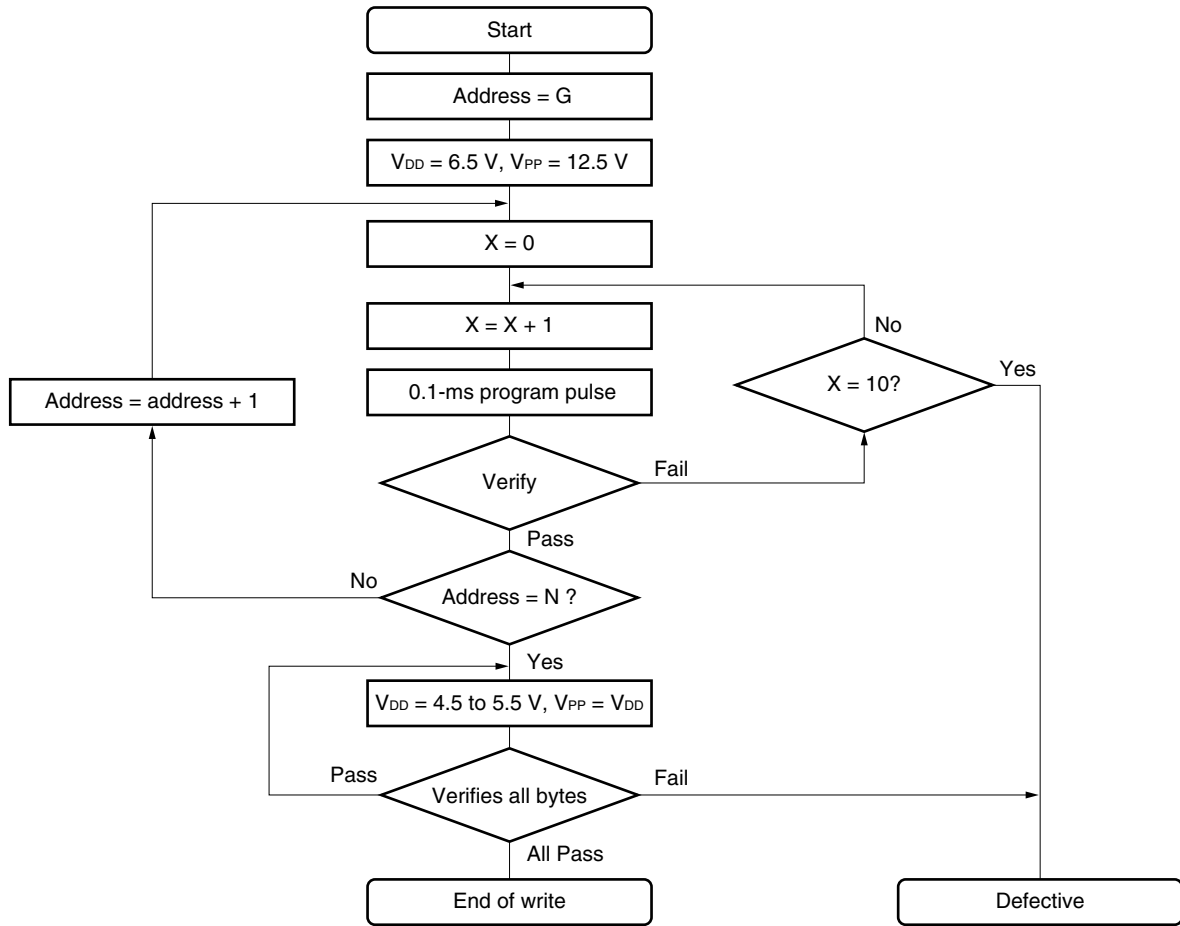 Start
Address = G
VDD = 6.5 V, VPP = 12.5 V
X = 0
X = X + 1
No
X = 10?
Yes
Address = address + 1
0.1-ms program pulse
Verify
Fail
Pass
No
Address = N ?
Yes
VDD = 4.5 to 5.5 V, VPP = VDD
Pass
Verifies all bytes
Fail
All Pass
End of write
Defective